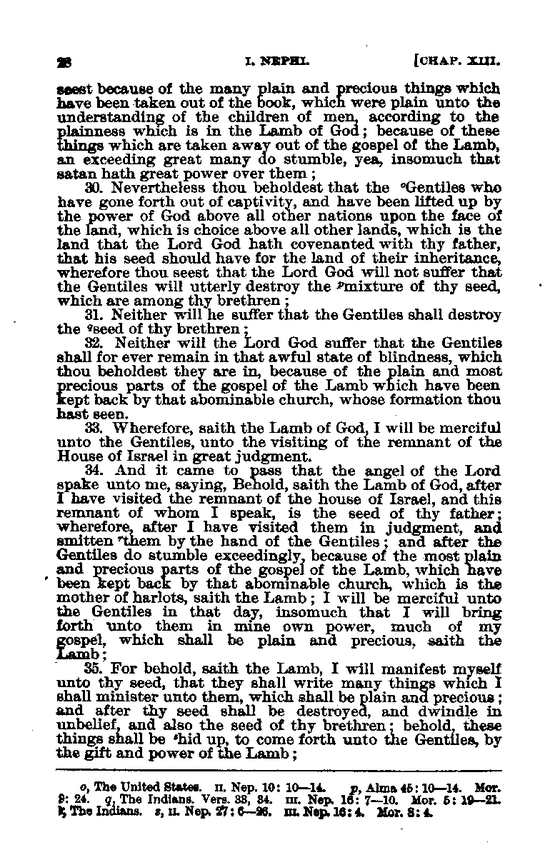 28 I. NEPHI. [CHAP. XIII.
seest because of the many plain and precious things which
have been taken out of the book, which were plain unto the
understanding of the children of men, according to the
plainness which is in the Lamb of God; because of these
things which are taken away out of the gospel of the Lamb,
an exceeding great many do stumble, yea, insomuch that
satan hath great power over them;
30. Nevertheless thou beholdest that the oGentiles who
have gone forth out of captivity, and have been lifted up by
the power of God above all other nations upon the face of
the land, which is choice above all other lands, which is the
land that the Lord God hath covenanted with thy father,
that his seed should have for the land of their inheritance,
wherefore thou seest that the Lord God will not suffer that
the Gentiles will utterly destroy the pmixture of thy seed,
which are among thy brethren;
31. Neither will he suffer that the Gentiles shall destroy
the qseed of thy brethren;
32. Neither will the Lord God suffer that the Gentiles
shall for ever remain in that awful state of blindness, which
thou beholdest they are in, because of the plain and most
precious parts of the gospel of the Lamb which have been
kept back by that abominable church, whose formation thou
hast seen.
33. Wherefore, saith the Lamb of God, I will be merciful
unto the Gentiles, unto the visiting of the remnant of the
House of Israel in great judgment.
34. And it came to pass that the angel of the Lord
spake unto me, saying, Behold, saith the Lamb of God, after
I have visited the remnant of the house of Israel, and this
remnant of whom I speak, is the seed of thy father;
wherefore, after I have visited them in judgment, and
smitten rthem by the hand of the Gentiles; and after the
Gentiles do stumble exceedingly, because of the most plain
and precious parts of the gospel of the Lamb, which have
been kept back by that abominable church, which is the
mother of harlots, saith the Lamb; I will be merciful unto
the Gentiles in that day, insomuch that I will bring
forth unto them in mine own power, much of my
gospel, which shall be plain and precious, saith the
Lamb;
35. For behold, saith the Lamb, I will manifest myself
unto thy seed, that they shall write many things which I
shall minister unto them, which shall be plain and precious;
and after thy seed shall be destroyed, and dwindle in
unbelief, and also the seed of thy brethren; behold, these
things shall be shid up, to come forth unto the Gentiles, by
the gift and power of the Lamb;
o, The United States. II. Nep. 10: 10—14. p, Alma 45: 10—14. Mor.
9: 24. q, The Indians. Vers. 38, 34. III. Nep. 16: 7—10. Mor. 5: 19—21.
r, The Indians. s, II. Nep. 27: 6—26. III. Nep. 16: 4. Mor. 8: 4.